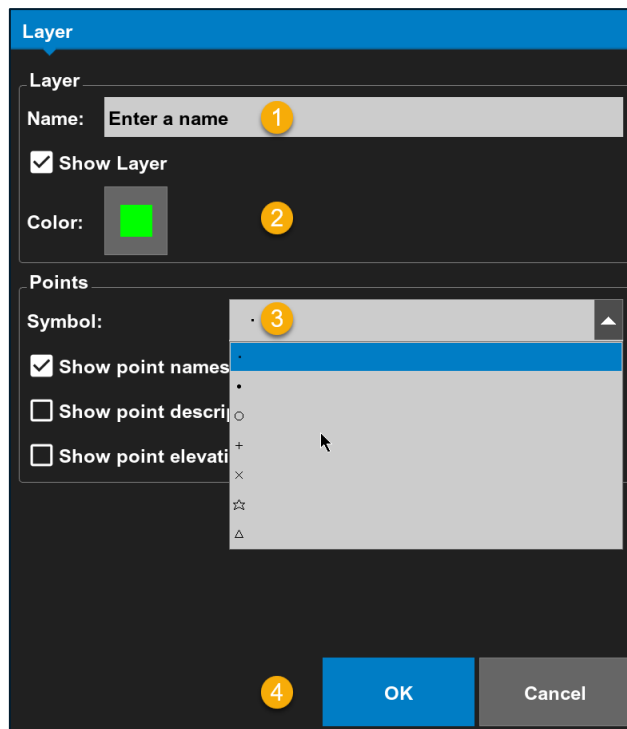 Layer
Layer
Name: Enter a name 1
Show Layer
Color: 2
Points
Symbol: 3
Show point names
Show point descrip
Show point elevati
4 OK Cancel